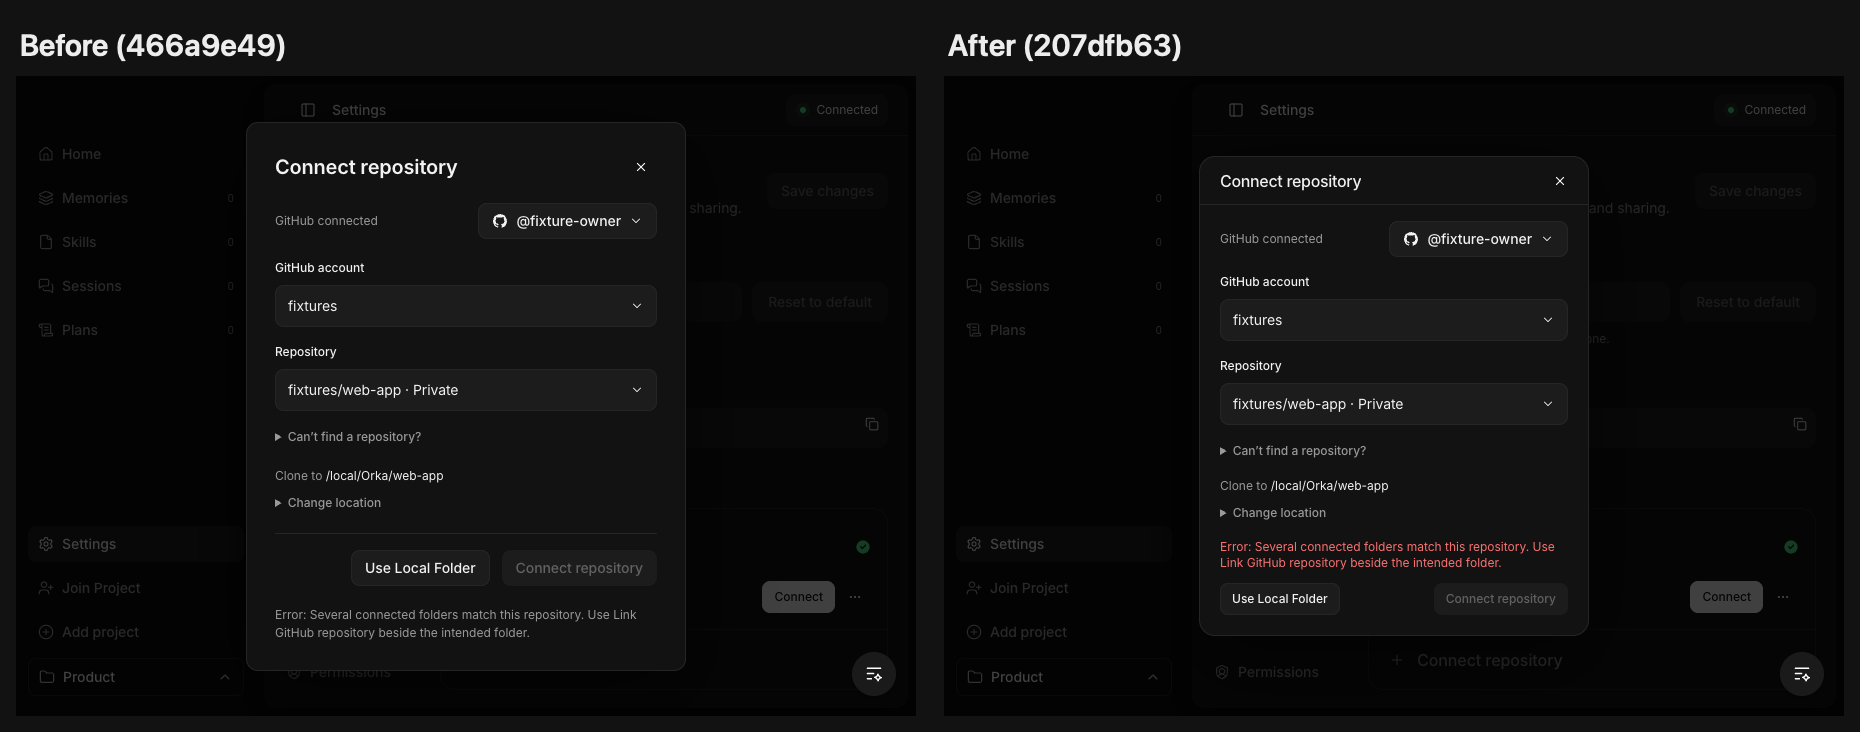 Before (466a9e49)
Settings
Connected
Home
Memories 0
Skills 0
Sessions 0
Plans 0
Settings
Join Project
Add project
Product
Save changes
sharing.
Reset to default
Connect
Permissions
Connect repository
GitHub connected
@fixture-owner
GitHub account
fixtures
Repository
fixtures/web-app · Private
Can't find a repository?
Clone to /local/Orka/web-app
Change location
Use Local Folder
Connect repository
Error: Several connected folders match this repository. Use Link
GitHub repository beside the intended folder.
After (207dfb63)
Settings
Connected
Home
Memories 0
Skills 0
Sessions 0
Plans 0
Settings
Join Project
Add project
Product
Save changes
and sharing.
Reset to default
one.
Connect
Connect repository
Permissions
Connect repository
GitHub connected
@fixture-owner
GitHub account
fixtures
Repository
fixtures/web-app · Private
Can't find a repository?
Clone to /local/Orka/web-app
Change location
Error: Several connected folders match this repository. Use
Link GitHub repository beside the intended folder.
Use Local Folder
Connect repository